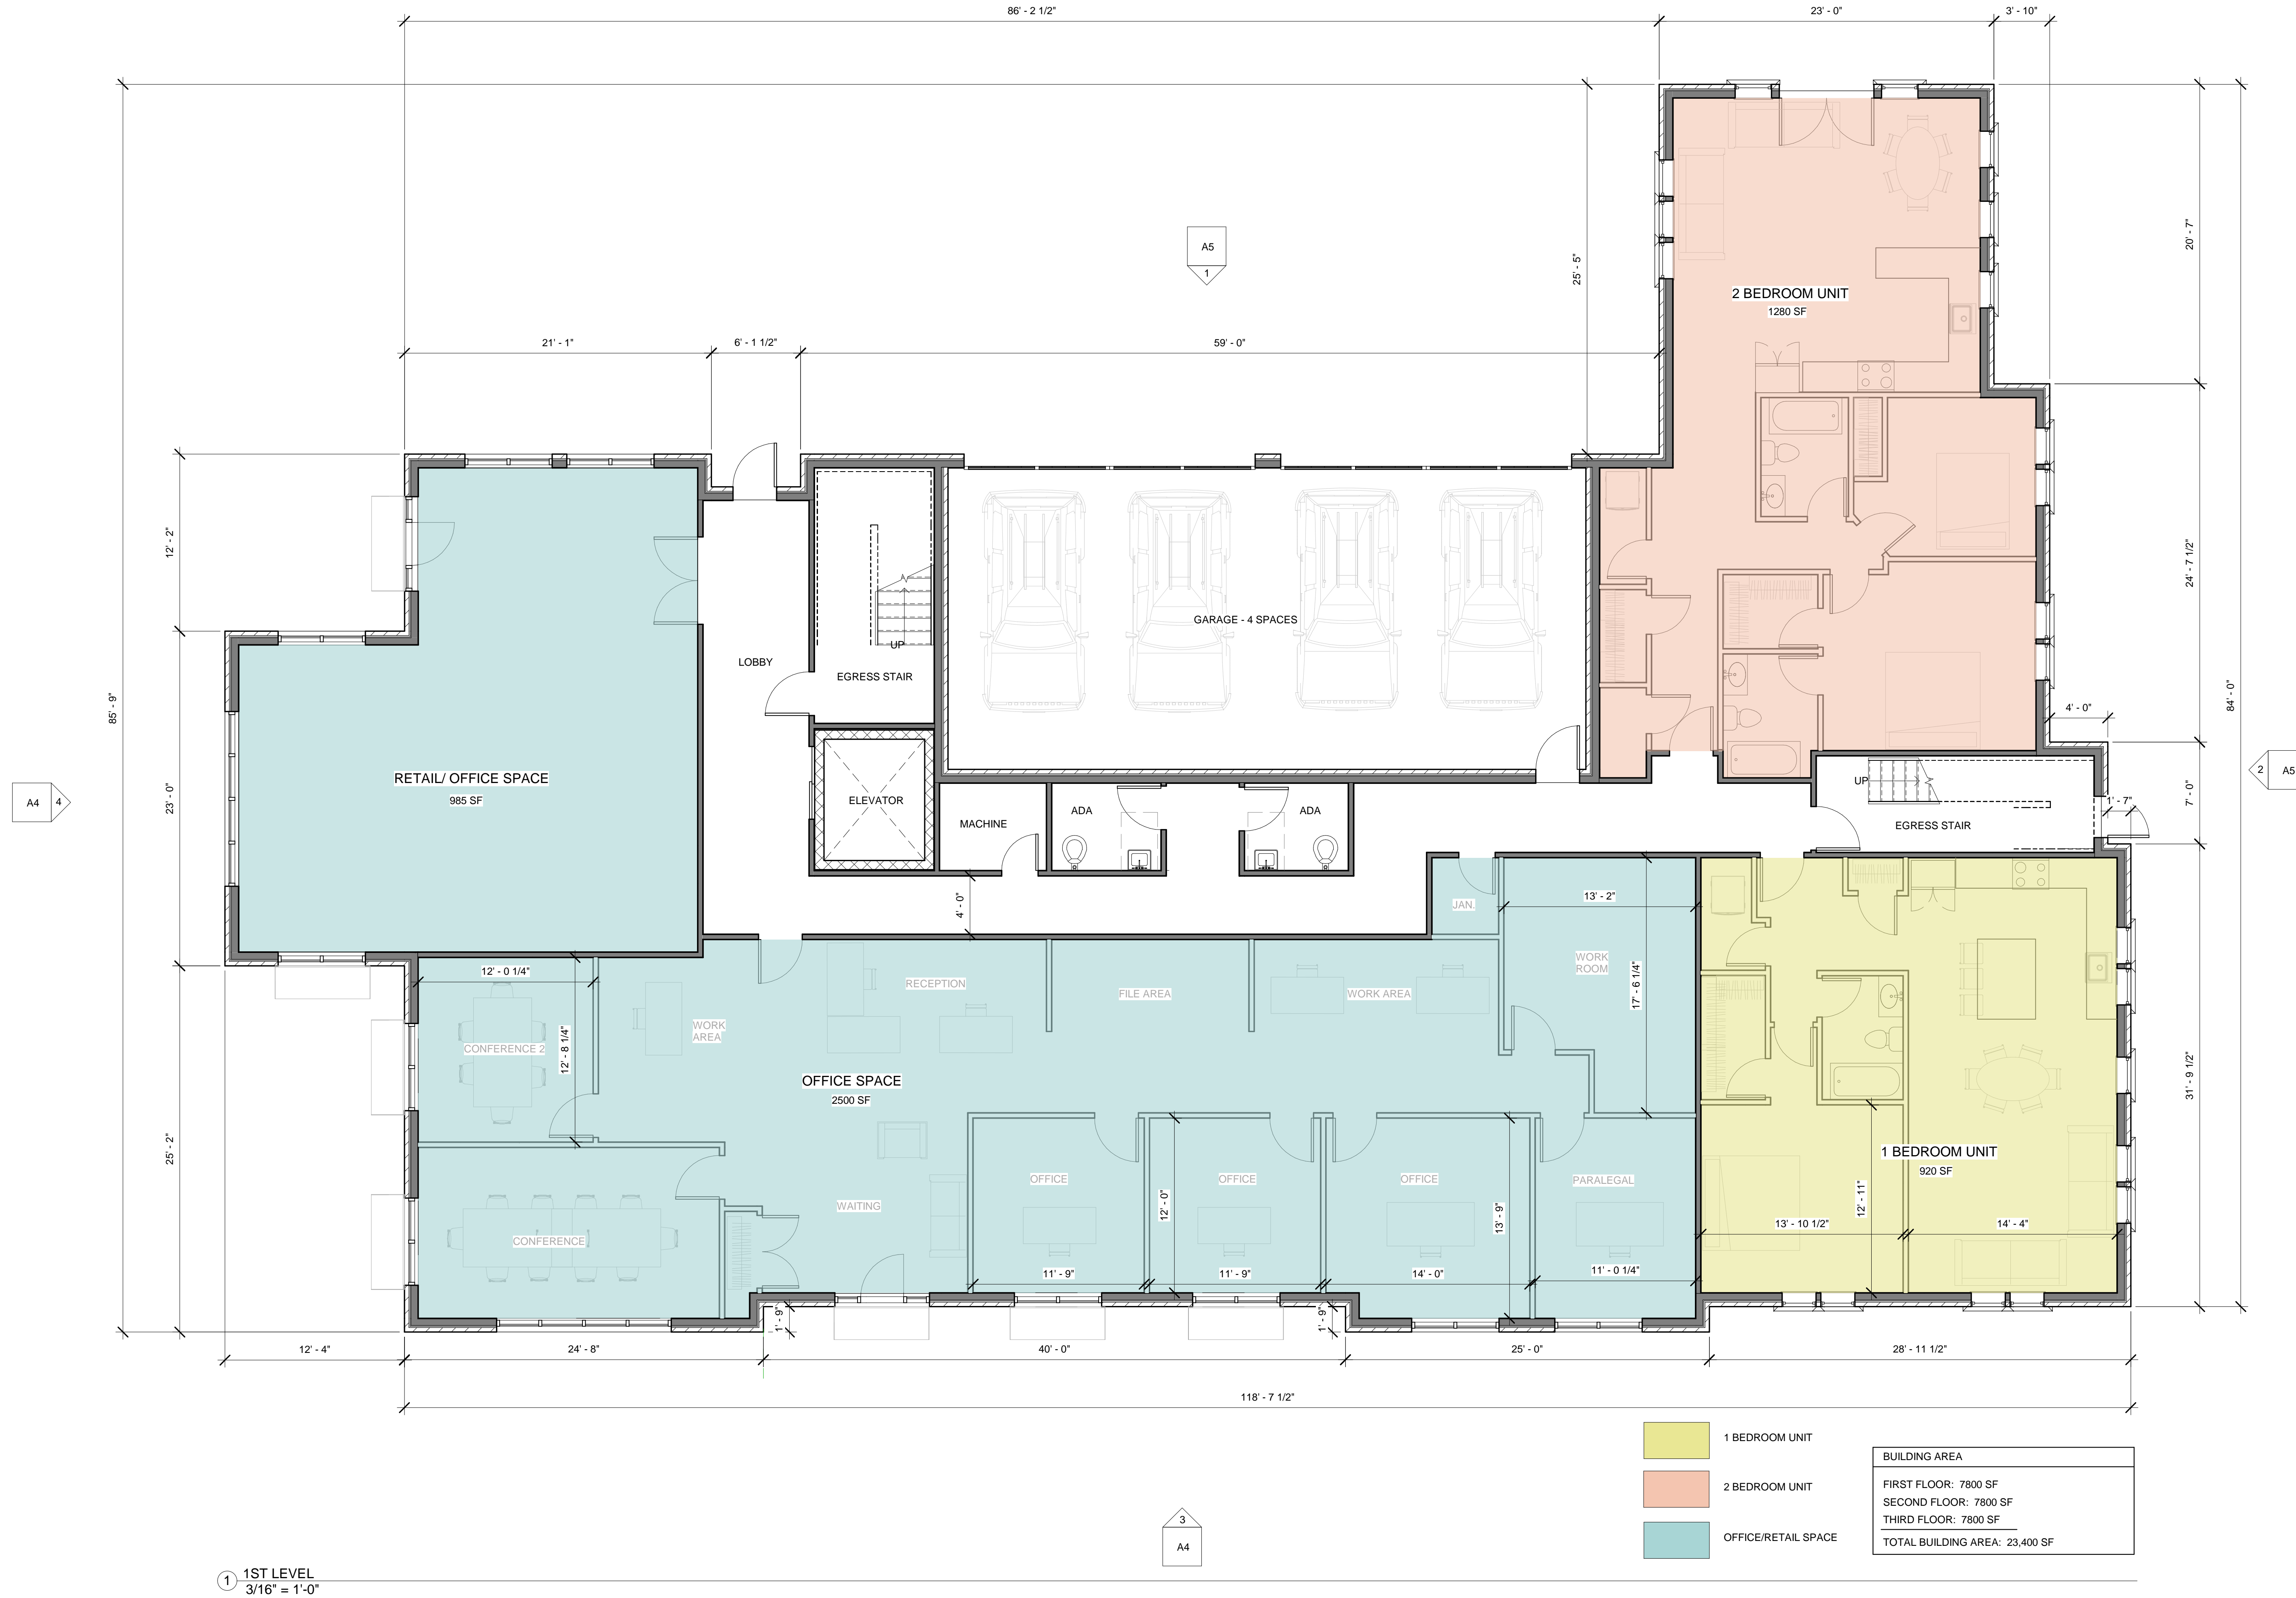 86' - 2 1/2"
23' - 0"
3' - 10"
A5
1
25' - 5"
20' - 7"
2 BEDROOM UNIT
1280 SF
21' - 1"
6' - 1 1/2"
59' - 0"
12' - 2"
24' - 7 1/2"
GARAGE - 4 SPACES
UP
LOBBY
EGRESS STAIR
85' - 9"
84' - 0"
4' - 0"
RETAIL/ OFFICE SPACE
985 SF
A4
4
23' - 0"
ELEVATOR
MACHINE
ADA
ADA
UP
EGRESS STAIR
7' - 0"
1' - 7"
2
A5
4' - 0"
JAN.
13' - 2"
12' - 0 1/4"
RECEPTION
FILE AREA
WORK AREA
WORK
ROOM
17' - 6 1/4"
WORK
AREA
CONFERENCE 2
12' - 8 1/4"
OFFICE SPACE
2500 SF
31' - 9 1/2"
25' - 2"
1 BEDROOM UNIT
920 SF
OFFICE
OFFICE
OFFICE
PARALEGAL
WAITING
12' - 0"
13' - 9"
12' - 11"
13' - 10 1/2"
14' - 4"
CONFERENCE
11' - 9"
11' - 9"
14' - 0"
11' - 0 1/4"
1' - 9"
1' - 9"
12' - 4"
24' - 8"
40' - 0"
25' - 0"
28' - 11 1/2"
118' - 7 1/2"
1 BEDROOM UNIT
2 BEDROOM UNIT
OFFICE/RETAIL SPACE
BUILDING AREA
FIRST FLOOR: 7800 SF
SECOND FLOOR: 7800 SF
THIRD FLOOR: 7800 SF
TOTAL BUILDING AREA: 23,400 SF
3
A4
1
1ST LEVEL
3/16" = 1'-0"